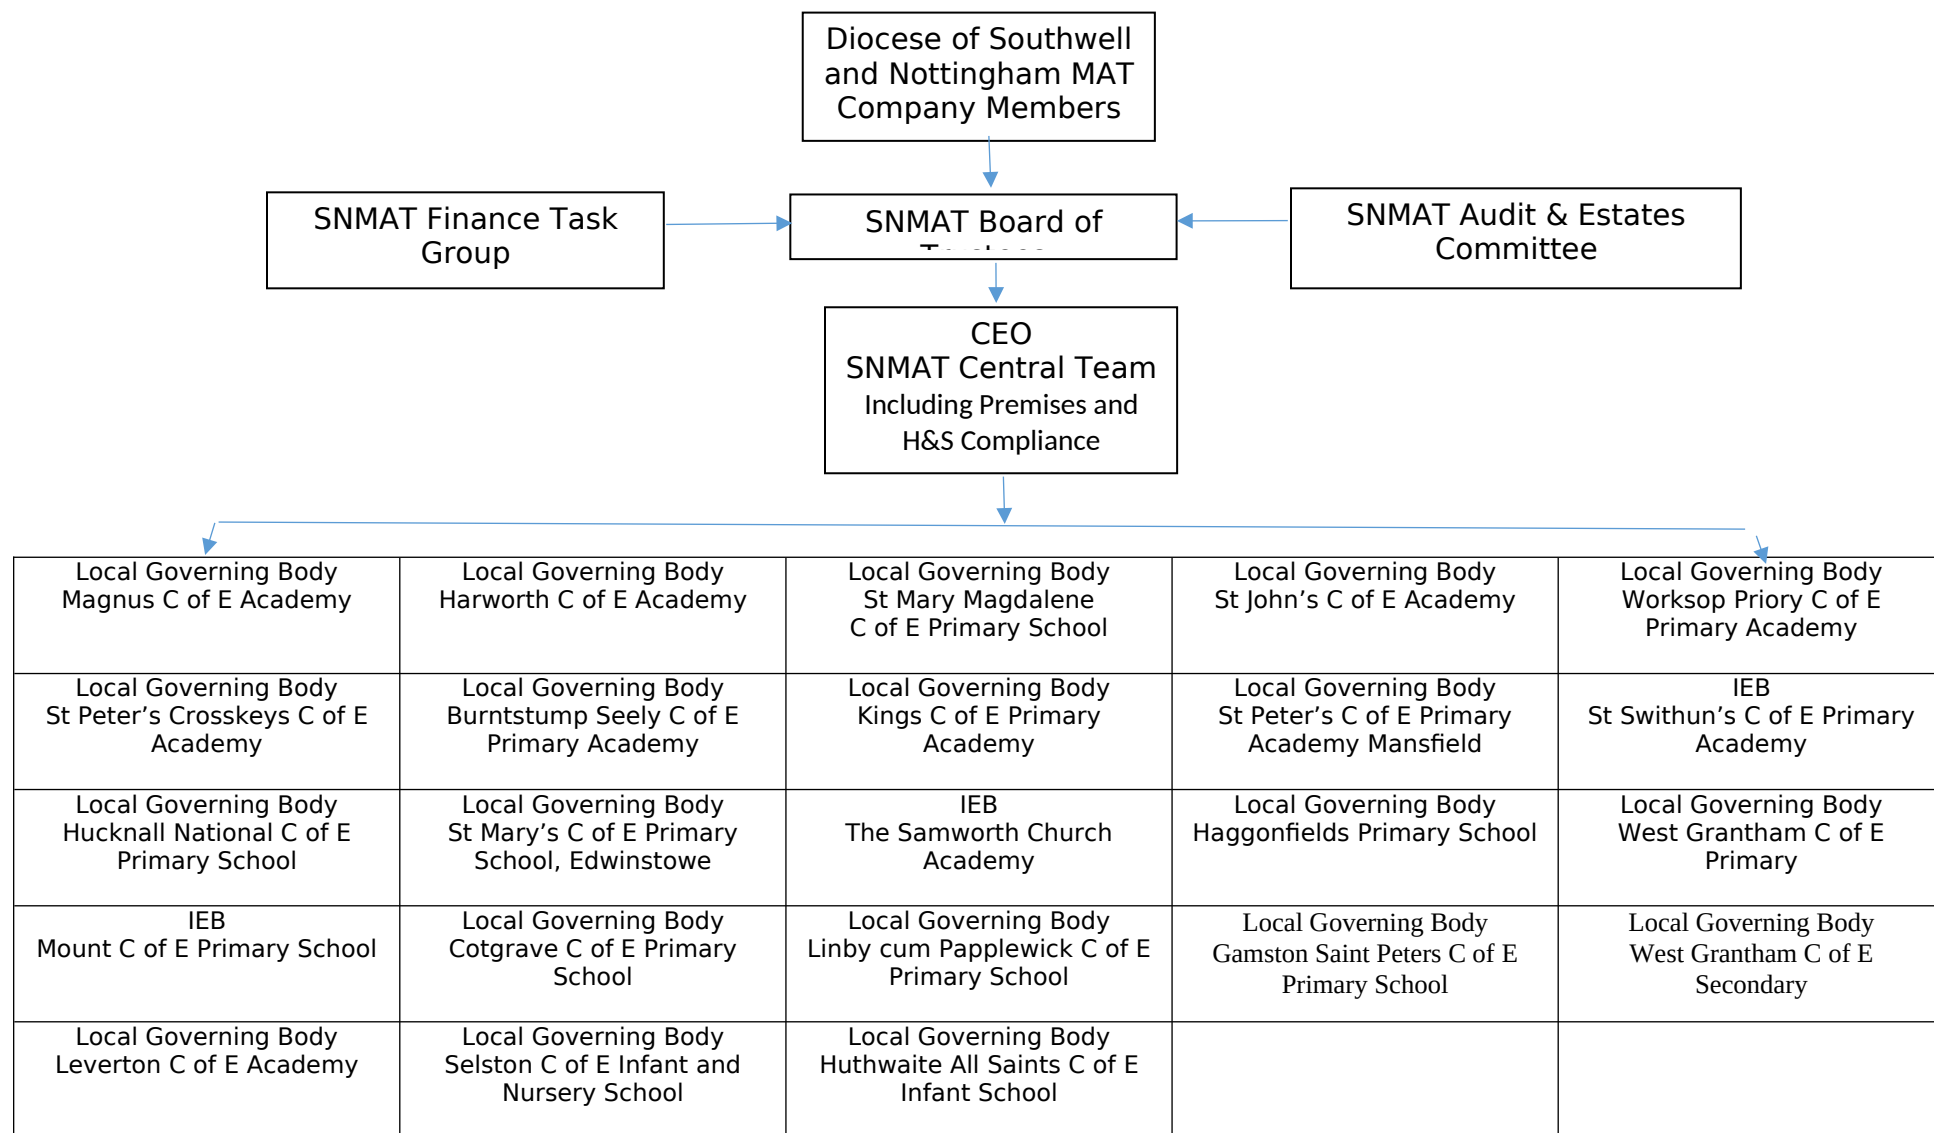 Diocese of Southwell
and Nottingham MAT
Company Members
SNMAT Finance Task
Group
SNMAT Board of
SNMAT Audit & Estates
Committee
CEO
SNMAT Central Team
Including Premises and
H&S Compliance
Local Governing Body
Magnus C of E Academy
Local Governing Body
Harworth C of E Academy
Local Governing Body
St Mary Magdalene
C of E Primary School
Local Governing Body
St John’s C of E Academy
Local Governing Body
Worksop Priory C of E
Primary Academy
Local Governing Body
St Peter’s Crosskeys C of E
Academy
Local Governing Body
Burntstump Seely C of E
Primary Academy
Local Governing Body
Kings C of E Primary
Academy
Local Governing Body
St Peter’s C of E Primary
Academy Mansfield
IEB
St Swithun’s C of E Primary
Academy
Local Governing Body
Hucknall National C of E
Primary School
Local Governing Body
St Mary’s C of E Primary
School, Edwinstowe
IEB
The Samworth Church
Academy
Local Governing Body
Haggonfields Primary School
Local Governing Body
West Grantham C of E
Primary
IEB
Mount C of E Primary School
Local Governing Body
Cotgrave C of E Primary
School
Local Governing Body
Linby cum Papplewick C of E
Primary School
Local Governing Body
Gamston Saint Peters C of E
Primary School
Local Governing Body
West Grantham C of E
Secondary
Local Governing Body
Leverton C of E Academy
Local Governing Body
Selston C of E Infant and
Nursery School
Local Governing Body
Huthwaite All Saints C of E
Infant School